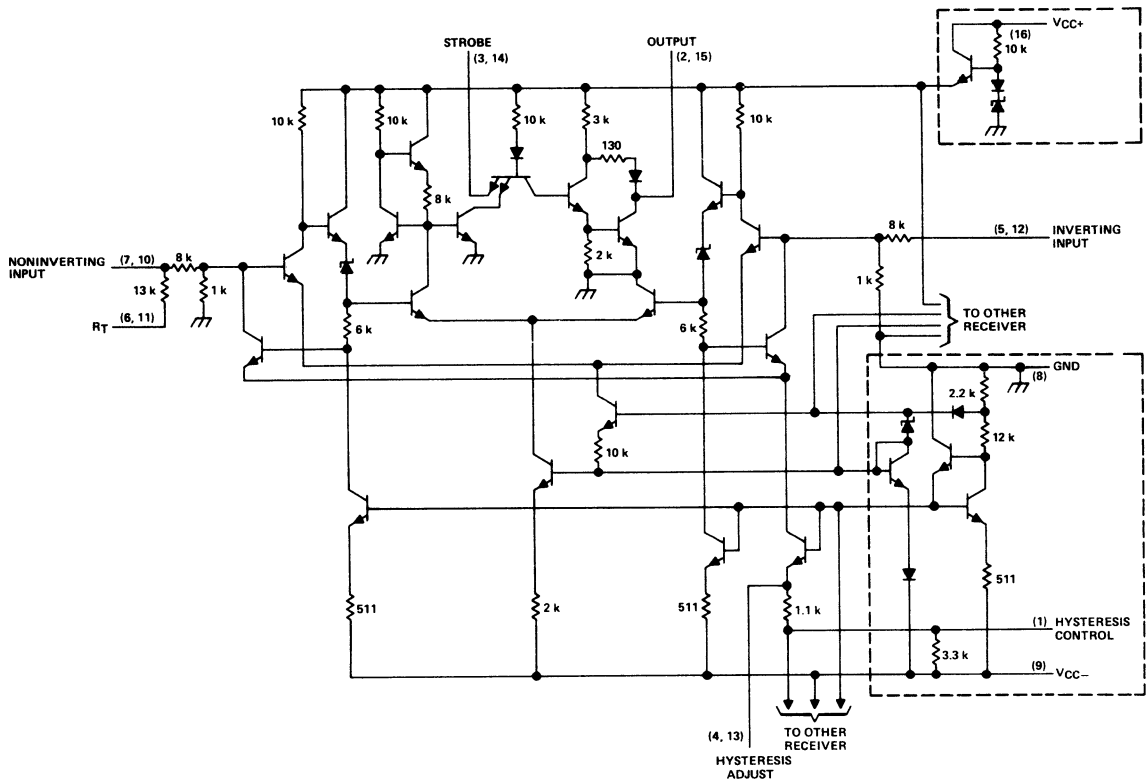 VCC+
(16)
10 k
STROBE
(3, 14)
OUTPUT
(2, 15)
10 k
10 k
10 k
3 k
10 k
130
8 k
2 k
8 k
(5, 12)
INVERTING
INPUT
NONINVERTING
INPUT
(7, 10)
8 k
13 k
1 k
RT
(6, 11)
1 k
6 k
6 k
TO OTHER
RECEIVER
(8)
GND
2.2 k
12 k
10 k
511
2 k
511
1.1 k
511
(1)
HYSTERESIS
CONTROL
3.3 k
(9)
VCC–
(4, 13)
HYSTERESIS
ADJUST
TO OTHER
RECEIVER